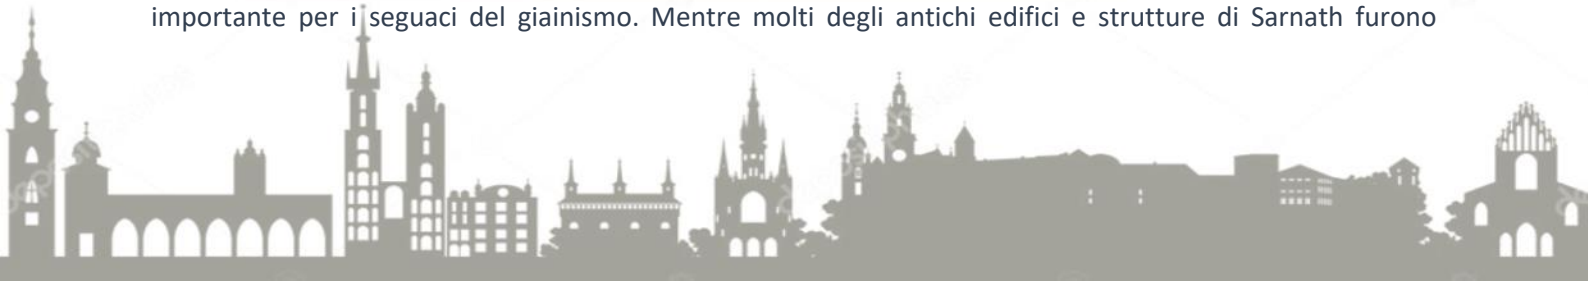 importante per i seguaci del giainismo. Mentre molti degli antichi edifici e strutture di Sarnath furono